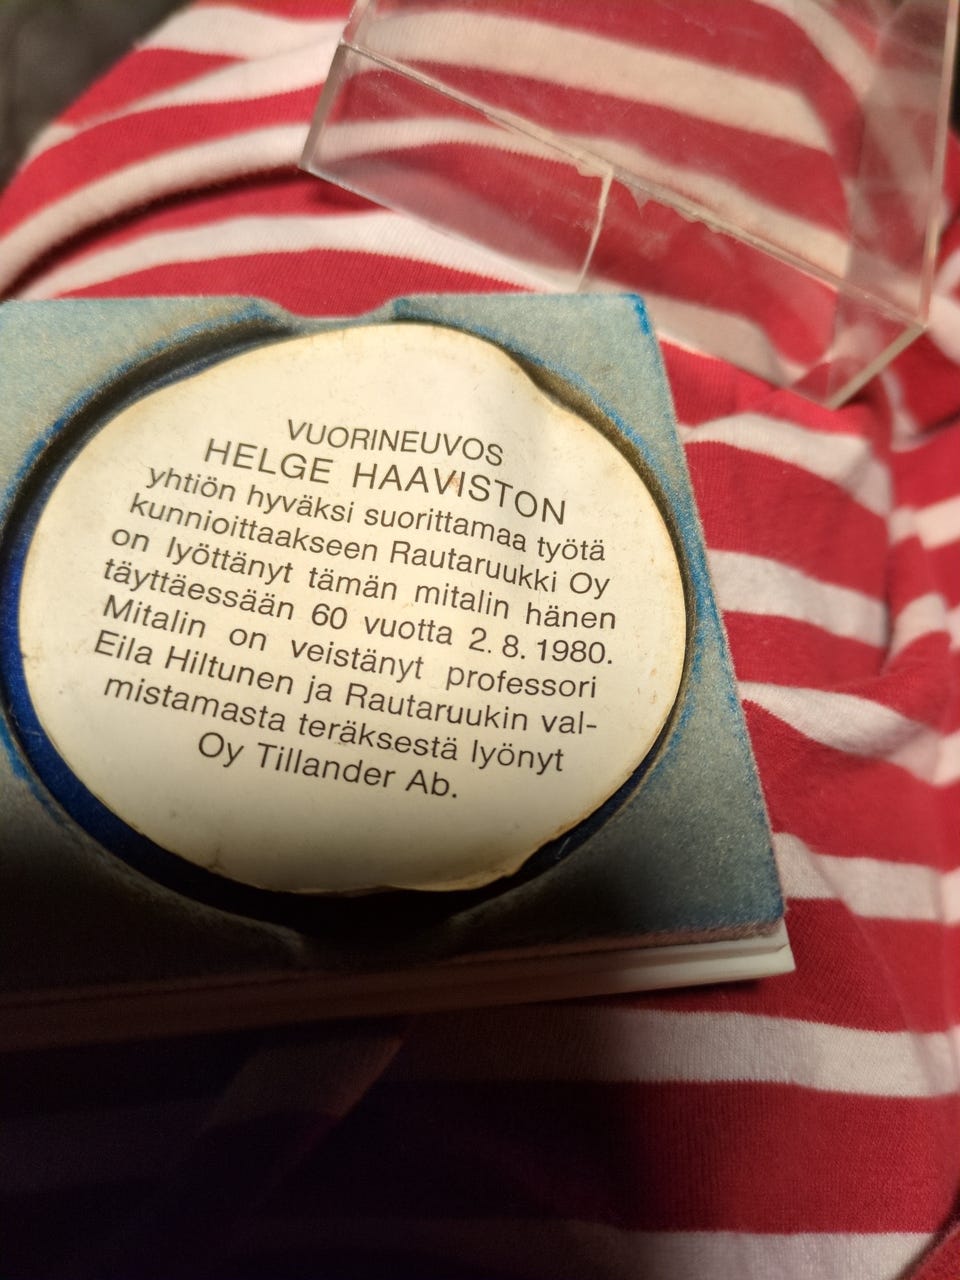 VUORINEUVOS
HELGE HAAVISTON
yhtiön hyväksi suorittamaa työtä
kunnioittaakseen Rautaruukki Oy
on lyöttänyt tämän mitalin hänen
täyttäessään 60 vuotta 2. 8. 1980.
Mitalin on veistänyt professori
Eila Hiltunen ja Rautaruukin val-
mistamasta teräksestä lyönyt
Oy Tillander Ab.